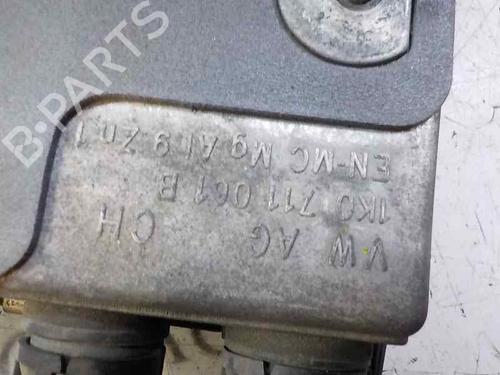 VW AG CH
1K0 711 061 B
EN-MC Mg Al 9 Zn 1
B-PARTS